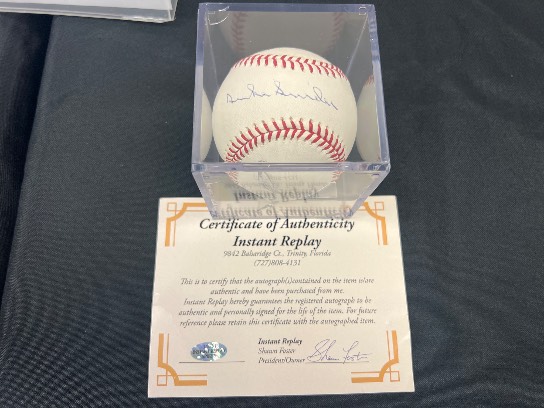 Duke Snider
Certificate of Authenticity
Instant Replay
9842 Balsaridge Ct., Trinity, Florida
(727)808-4131
This is to certify that the autograph(s)contained on the item is/are
authentic and have been purchased from me.
Instant Replay hereby guarantees the registered autograph to be
authentic and personally signed for the life of the item. For future
reference please retain this certificate with the autographed item.
Instant Replay
Shawn Foster
President/Owner